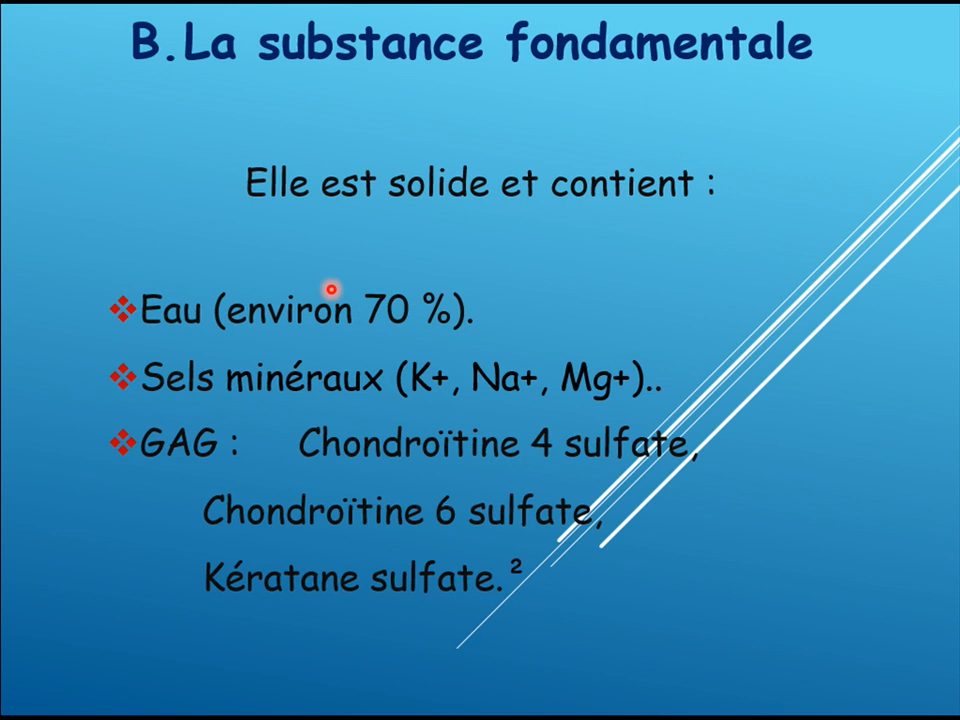 B.La substance fondamentale
Elle est solide et contient :
Eau (environ 70 %).
Sels minéraux (K+, Na+, Mg+)..
GAG : Chondroïtine 4 sulfate,
Chondroïtine 6 sulfate,
Kératane sulfate.²